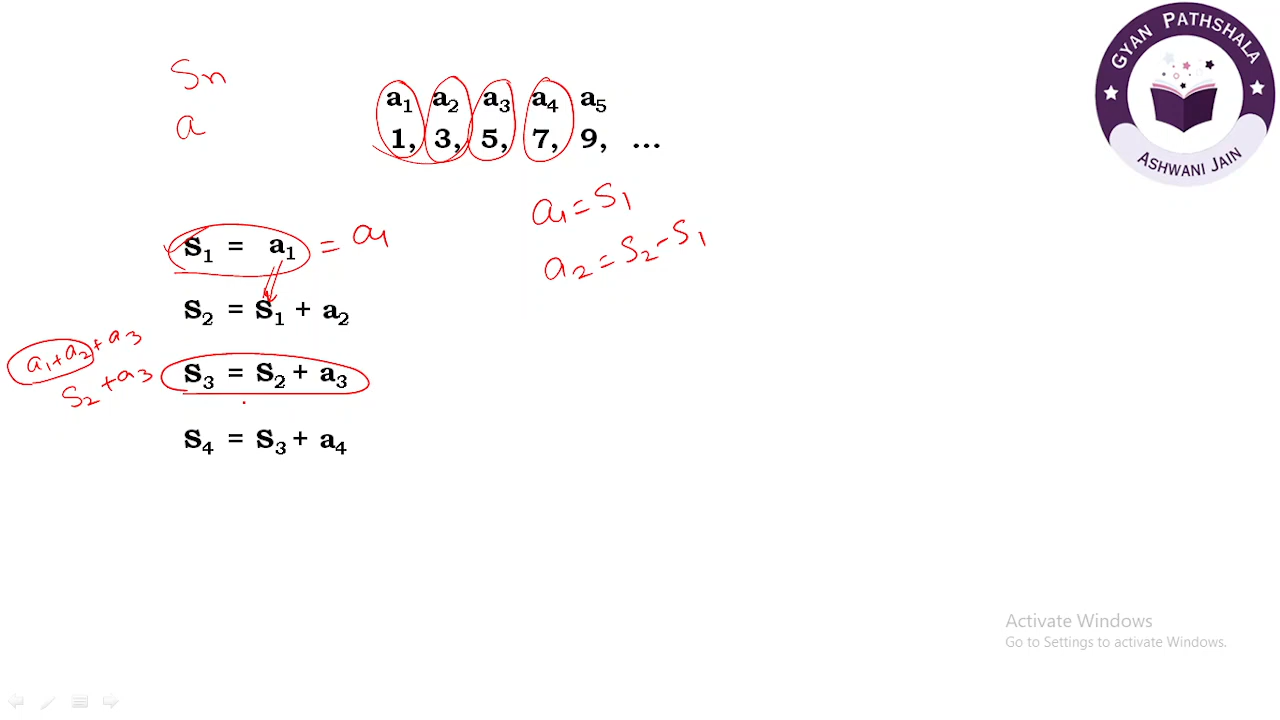 Sn
a
a₁ a₂ a₃ a₄ a₅
1, 3, 5, 7, 9, ...
a₁ = S₁
a₂ = S₂ - S₁
S₁ = a₁ = a₁
S₂ = S₁ + a₂
a₁+a₂+a₃
S₂+a₃
S₃ = S₂ + a₃
S₄ = S₃ + a₄
GYAN PATHSHALA
ASHWANI JAIN
Activate Windows
Go to Settings to activate Windows.